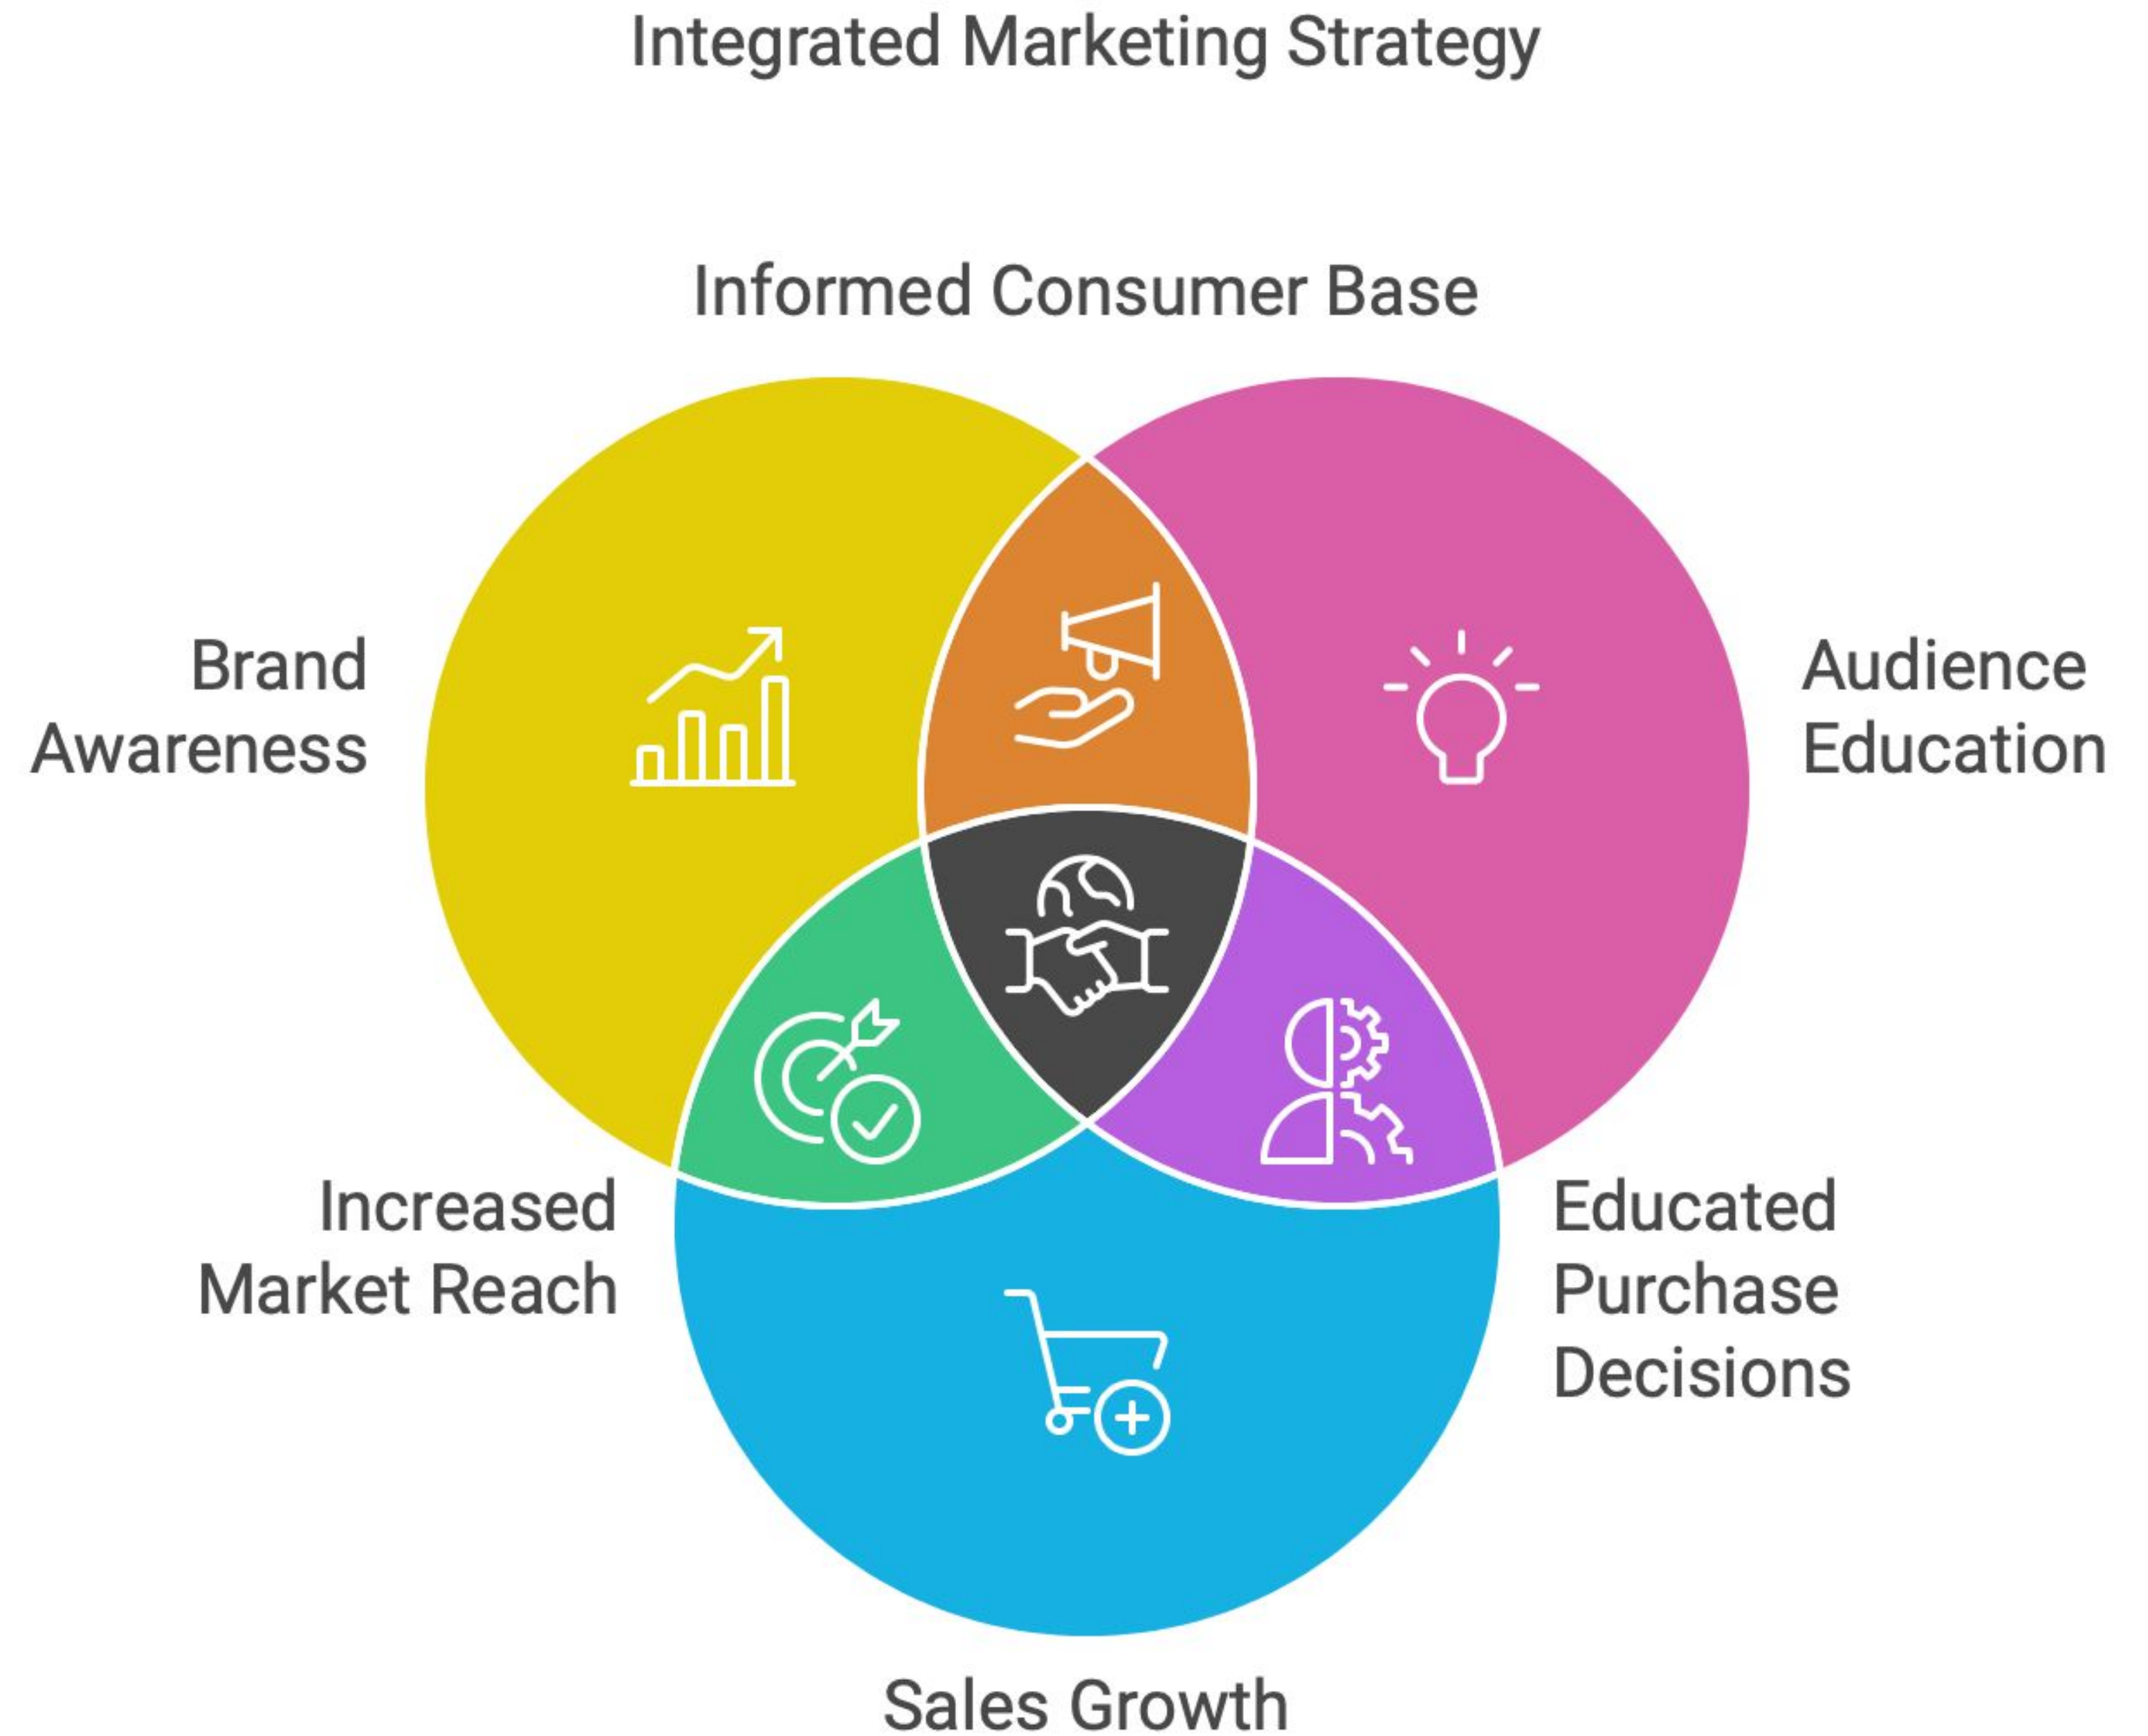 Integrated Marketing Strategy
Informed Consumer Base
Brand
Awareness
Audience
Education
Increased
Market Reach
Educated
Purchase
Decisions
Sales Growth